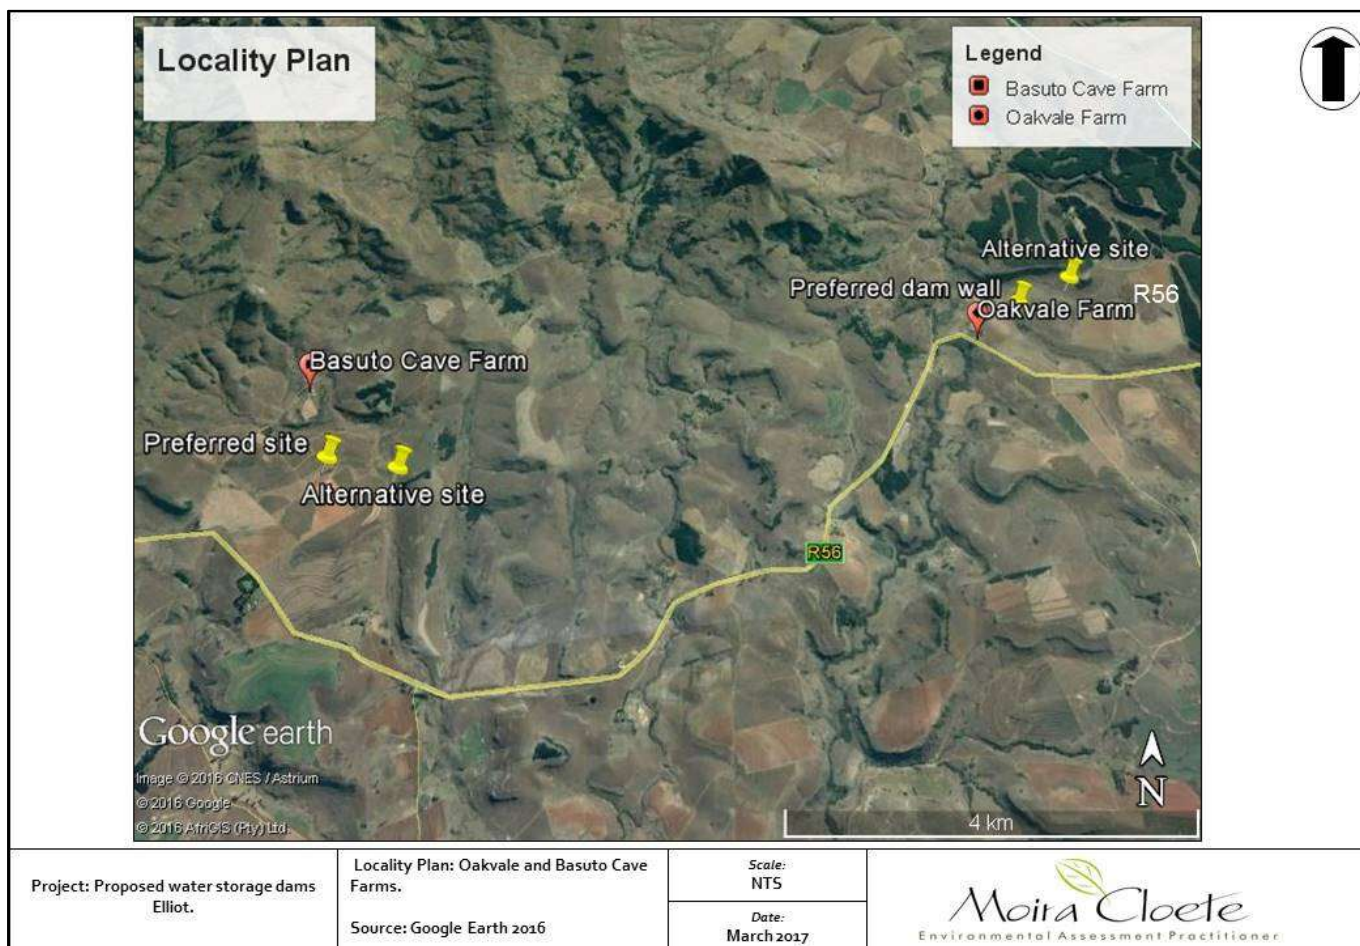 Locality Plan
Legend
Basuto Cave Farm
Oakvale Farm
Alternative site
Preferred dam wall
R56
Oakvale Farm
Basuto Cave Farm
Preferred site
Alternative site
R56
Google earth
Image © 2016 CNES / Astrium
© 2016 Google
© 2016 AfriGIS (Pty) Ltd.
N
4 km
Project: Proposed water storage dams
Elliot.
Locality Plan: Oakvale and Basuto Cave
Farms.
Source: Google Earth 2016
Scale:
NTS
Date:
March 2017
Moira Cloete
Environmental Assessment Practitioner